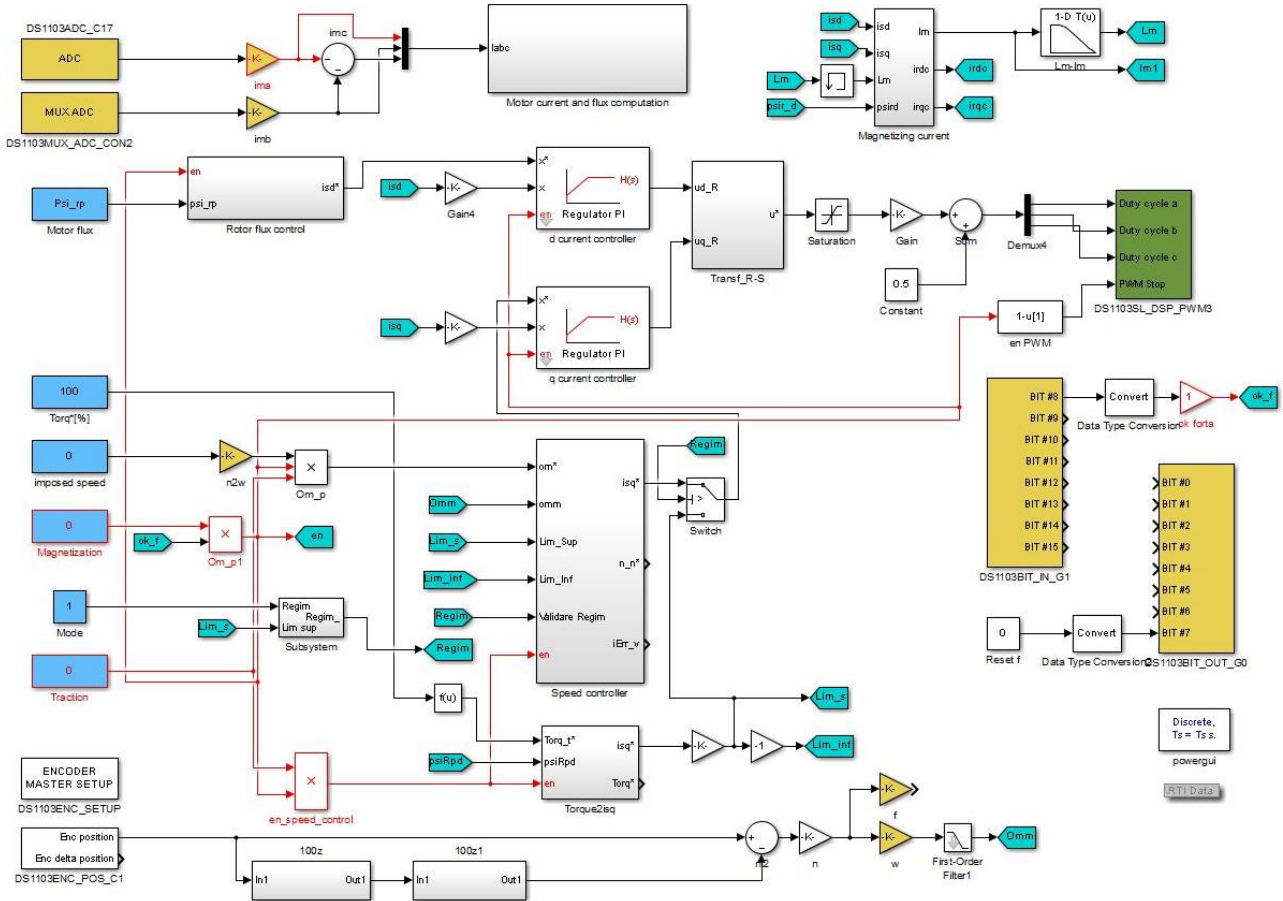 DS1103ADC_C17
ADC
-K-
ima
imc
MUX ADC
DS1103MUX_ADC_CON2
-K-
imb
Iabc
Motor current and flux computation
isd
isq
Lm
psir_d
isd
isq
Lm
psird
Im
irdc
irqc
Magnetizing current
irdc
irqc
1-D T(u)
Lm-Im
Lm
Im1
Psi_rp
Motor flux
en
psi_rp
isd*
Rotor flux control
isd
-K-
Gain4
x*
x
en
H(s)
Regulator PI
d current controller
isq
-K-
x*
x
en
H(s)
Regulator PI
q current controller
ud_R
uq_R
u*
Transf_R-S
Saturation
-K-
Gain
Sum
0.5
Constant
Demux4
Duty cycle a
Duty cycle b
Duty cycle c
PWM Stop
DS1103SL_DSP_PWM3
1-u[1]
en PWM
100
Torq*[%]
0
imposed speed
-K-
n2w
×
Om_p
0
Magnetization
ok_f
×
Om_p1
en
1
Mode
Lim_s
Regim
Lim sup
Regim_
Subsystem
Regim
0
Traction
Omm
Lim_s
Lim_inf
Regim
om*
omm
Lim_Sup
Lim_Inf
Validare Regim
en
isq*
n_n*
iErr_v
Speed controller
Regim
>
Switch
f(u)
psiRpd
Torq_t*
psiRpd
en
isq*
Torq*
Torque2isq
-K-
-1
Lim_s
Lim_inf
×
en_speed_control
BIT #8
BIT #9
BIT #10
BIT #11
BIT #12
BIT #13
BIT #14
BIT #15
DS1103BIT_IN_G1
Convert
Data Type Conversion
1
ok forta
ok_f
BIT #0
BIT #1
BIT #2
BIT #3
BIT #4
BIT #5
BIT #6
BIT #7
DS1103BIT_OUT_G0
0
Reset f
Convert
Data Type Conversion2
Discrete,
Ts = Ts s.
powergui
RTI Data
ENCODER
MASTER SETUP
DS1103ENC_SETUP
Enc position
Enc delta position
DS1103ENC_POS_C1
100z
In1
Out1
100z1
In1
Out1
n2
-K-
n
-K-
f
-K-
w
First-Order
Filter1
Omm